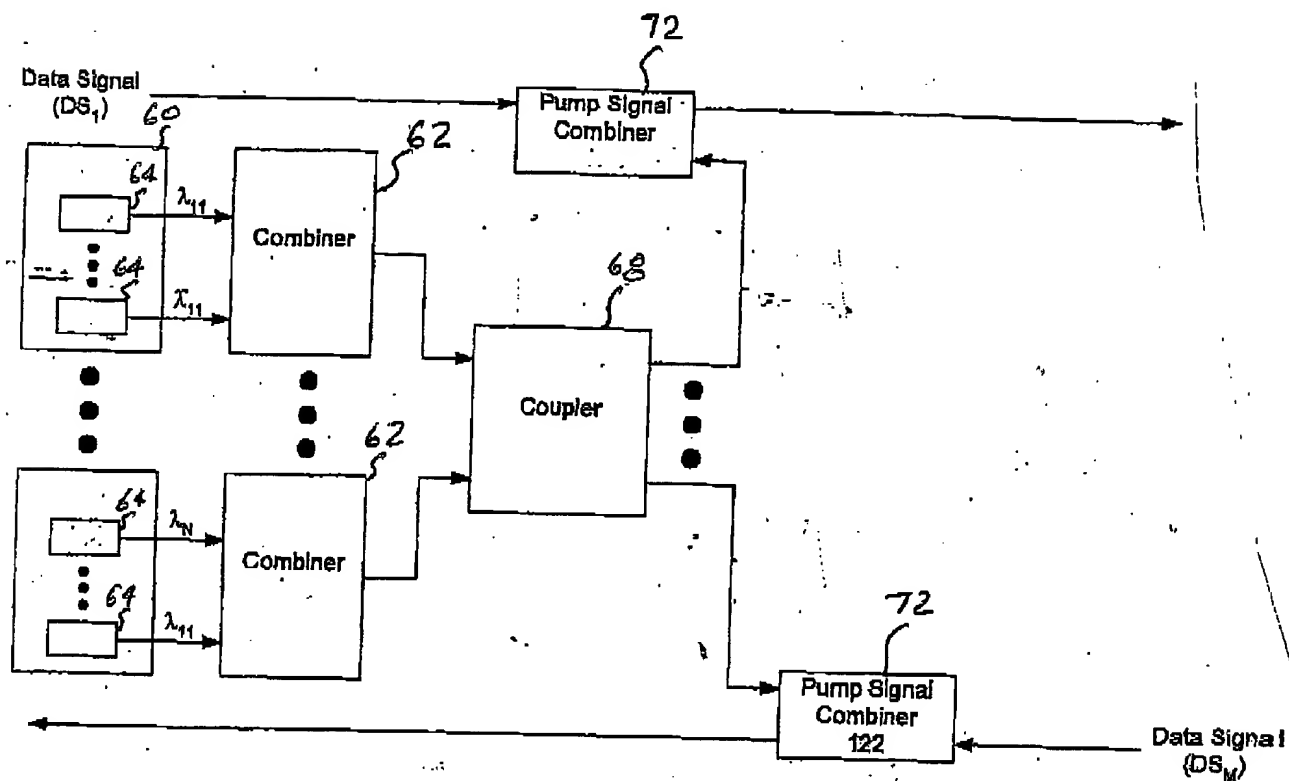 72
Data Signal
(DS₁)
60
Pump Signal
Combiner
62
64
λ₁₁
Combiner
64
λ̄₁₁
68
Coupler
62
64
λN
Combiner
64
λ₁₁
72
Pump Signal
Combiner
122
Data Signal
(DSM)